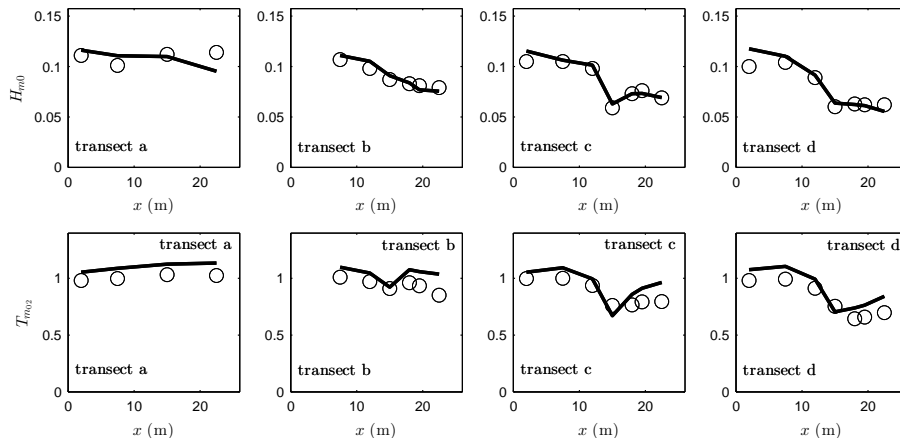 0.15
0.1
0.05
0
H_{m0}
transect a
0 10 20
x (m)
0.15
0.1
0.05
0
transect b
0 10 20
x (m)
0.15
0.1
0.05
0
transect c
0 10 20
x (m)
0.15
0.1
0.05
0
transect d
0 10 20
x (m)
1
0.5
0
T_{m_{02}}
transect a
transect a
0 10 20
x (m)
1
0.5
0
transect b
transect b
0 10 20
x (m)
1
0.5
0
transect c
transect c
0 10 20
x (m)
1
0.5
0
transect d
transect d
0 10 20
x (m)